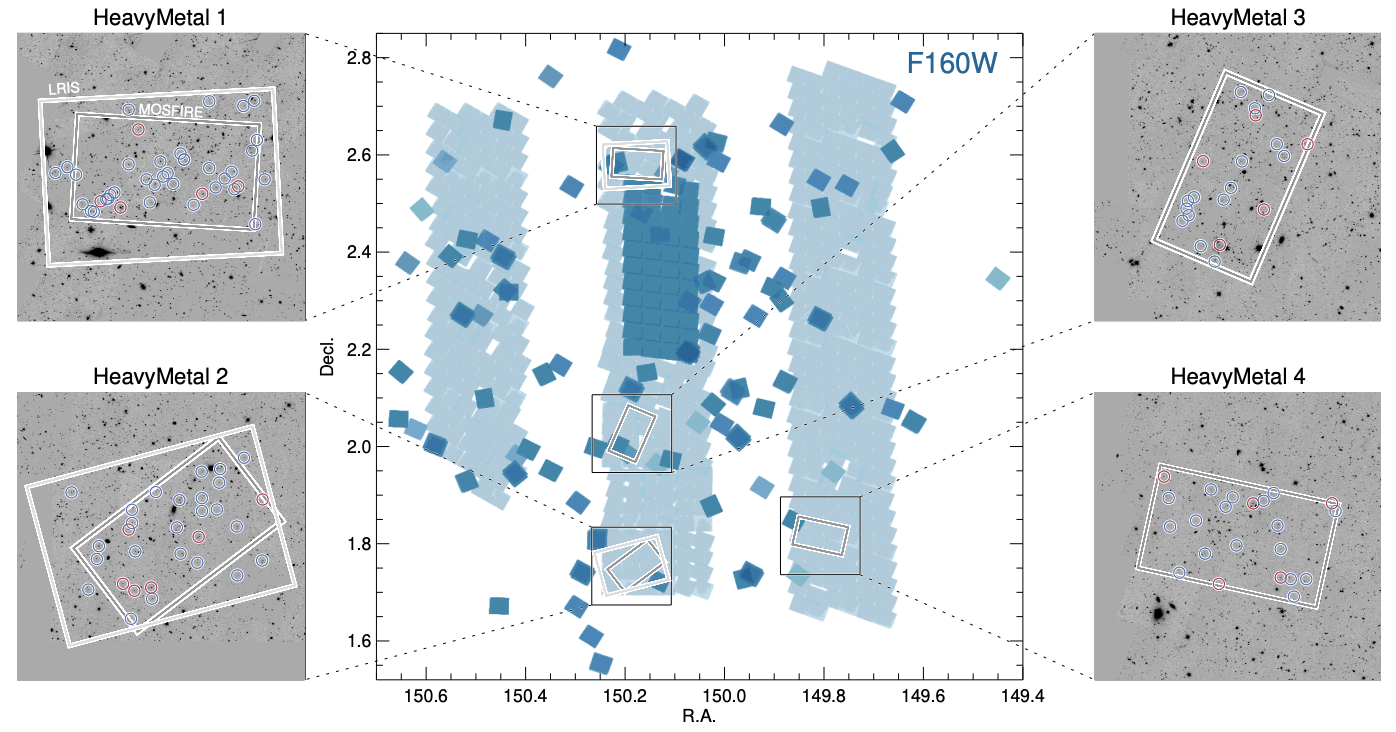 HeavyMetal 1
HeavyMetal 3
LRIS
MOSFIRE
F160W
2.8
2.6
2.4
2.2
2.0
1.8
1.6
Decl.
HeavyMetal 2
HeavyMetal 4
150.6
150.4
150.2
150.0
149.8
149.6
149.4
R.A.